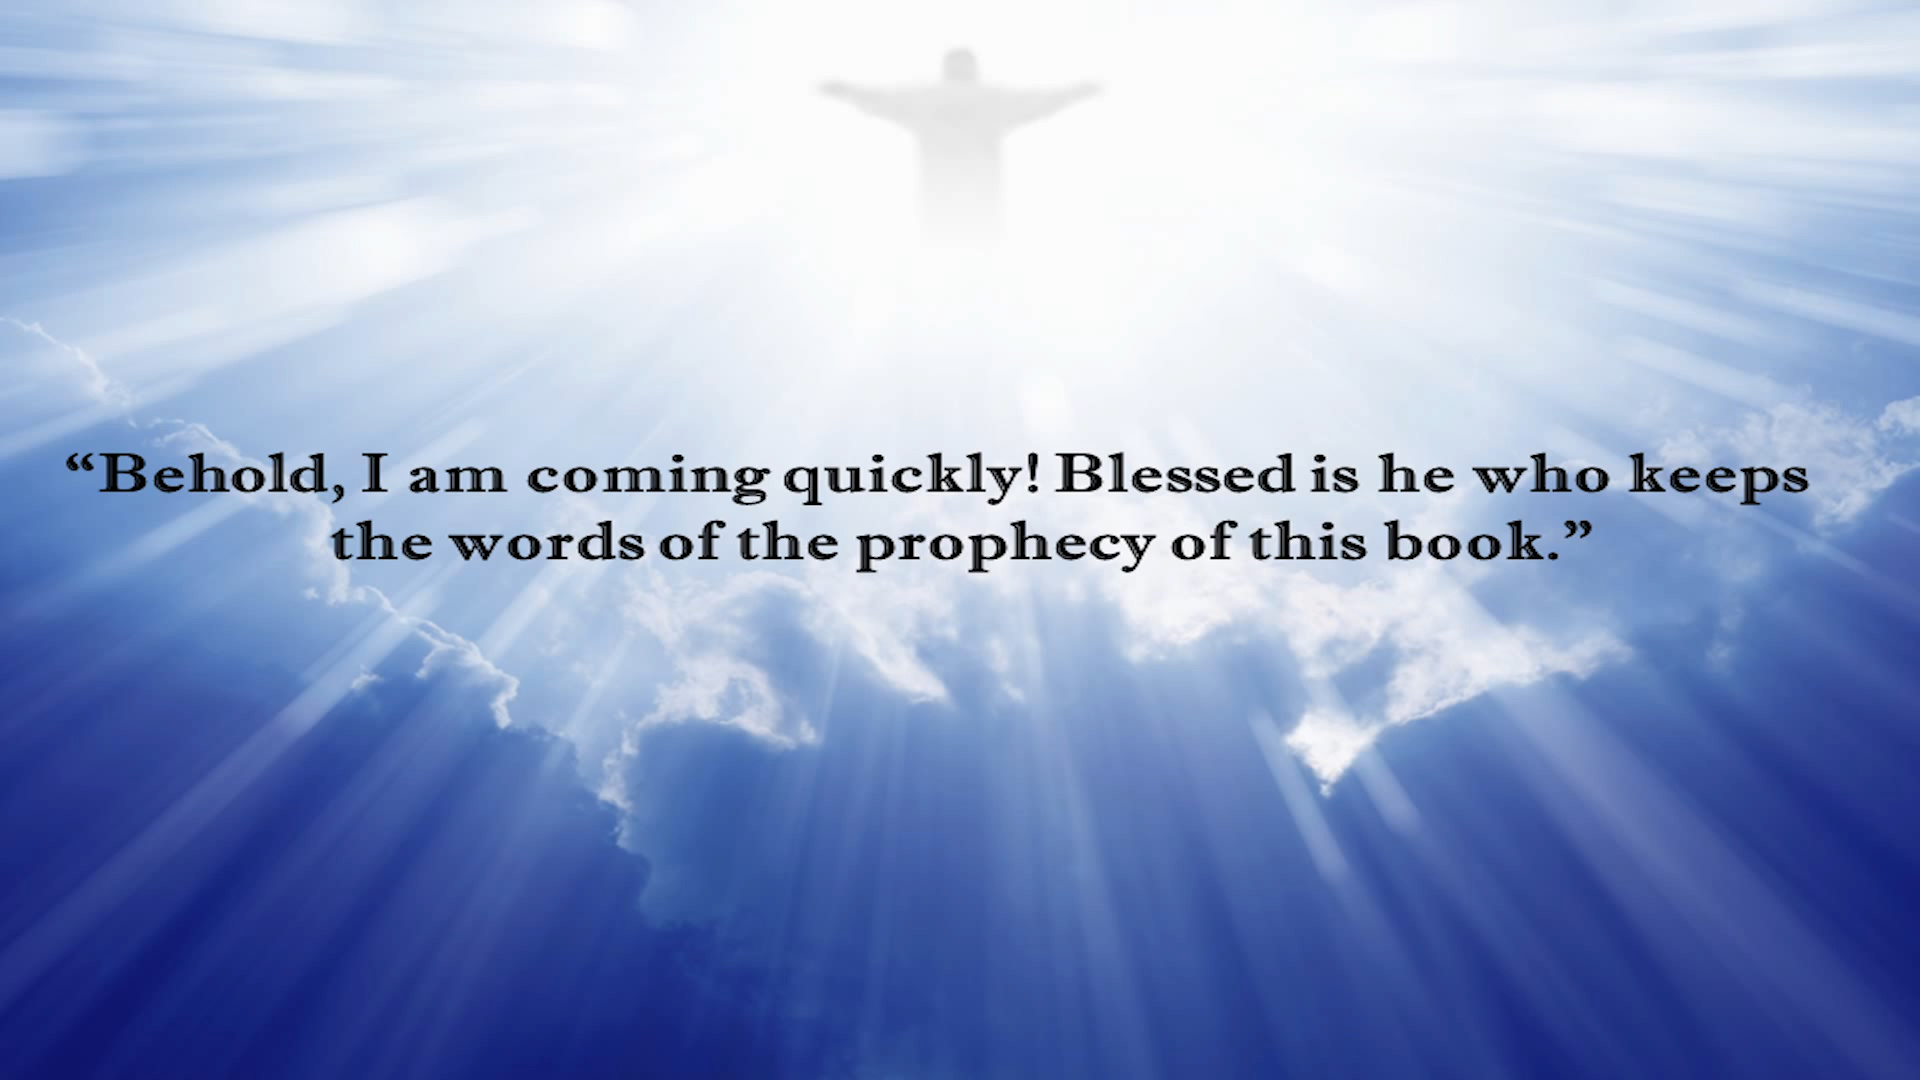 “Behold, I am coming quickly! Blessed is he who keeps
the words of the prophecy of this book.”